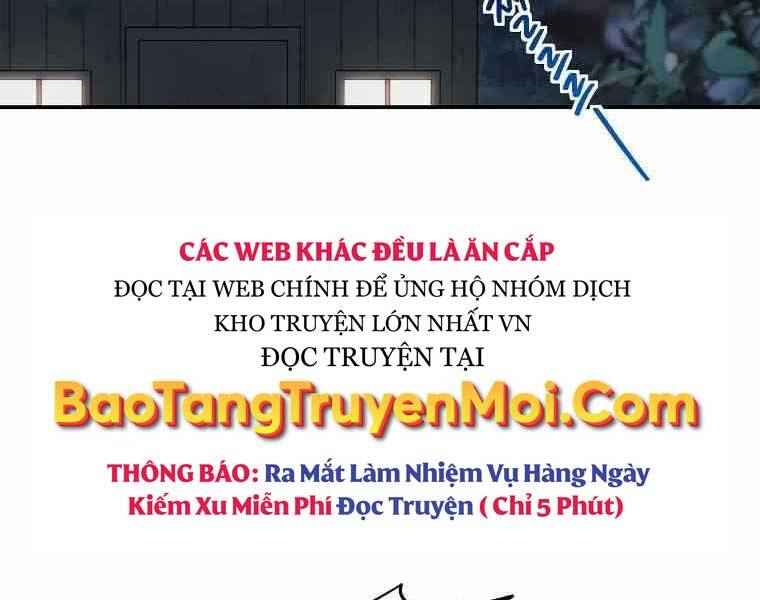 CÁC WEB KHÁC ĐỀU LÀ ĂN CẮP
ĐỌC TẠI WEB CHÍNH ĐỂ ỦNG HỘ NHÓM DỊCH
KHO TRUYỆN LỚN NHẤT VN
ĐỌC TRUYỆN TẠI
BaoTangTruyenMoi.Com
THÔNG BÁO: Ra Mắt Làm Nhiệm Vụ Hàng Ngày
Kiếm Xu Miễn Phí Đọc Truyện ( Chỉ 5 Phút)